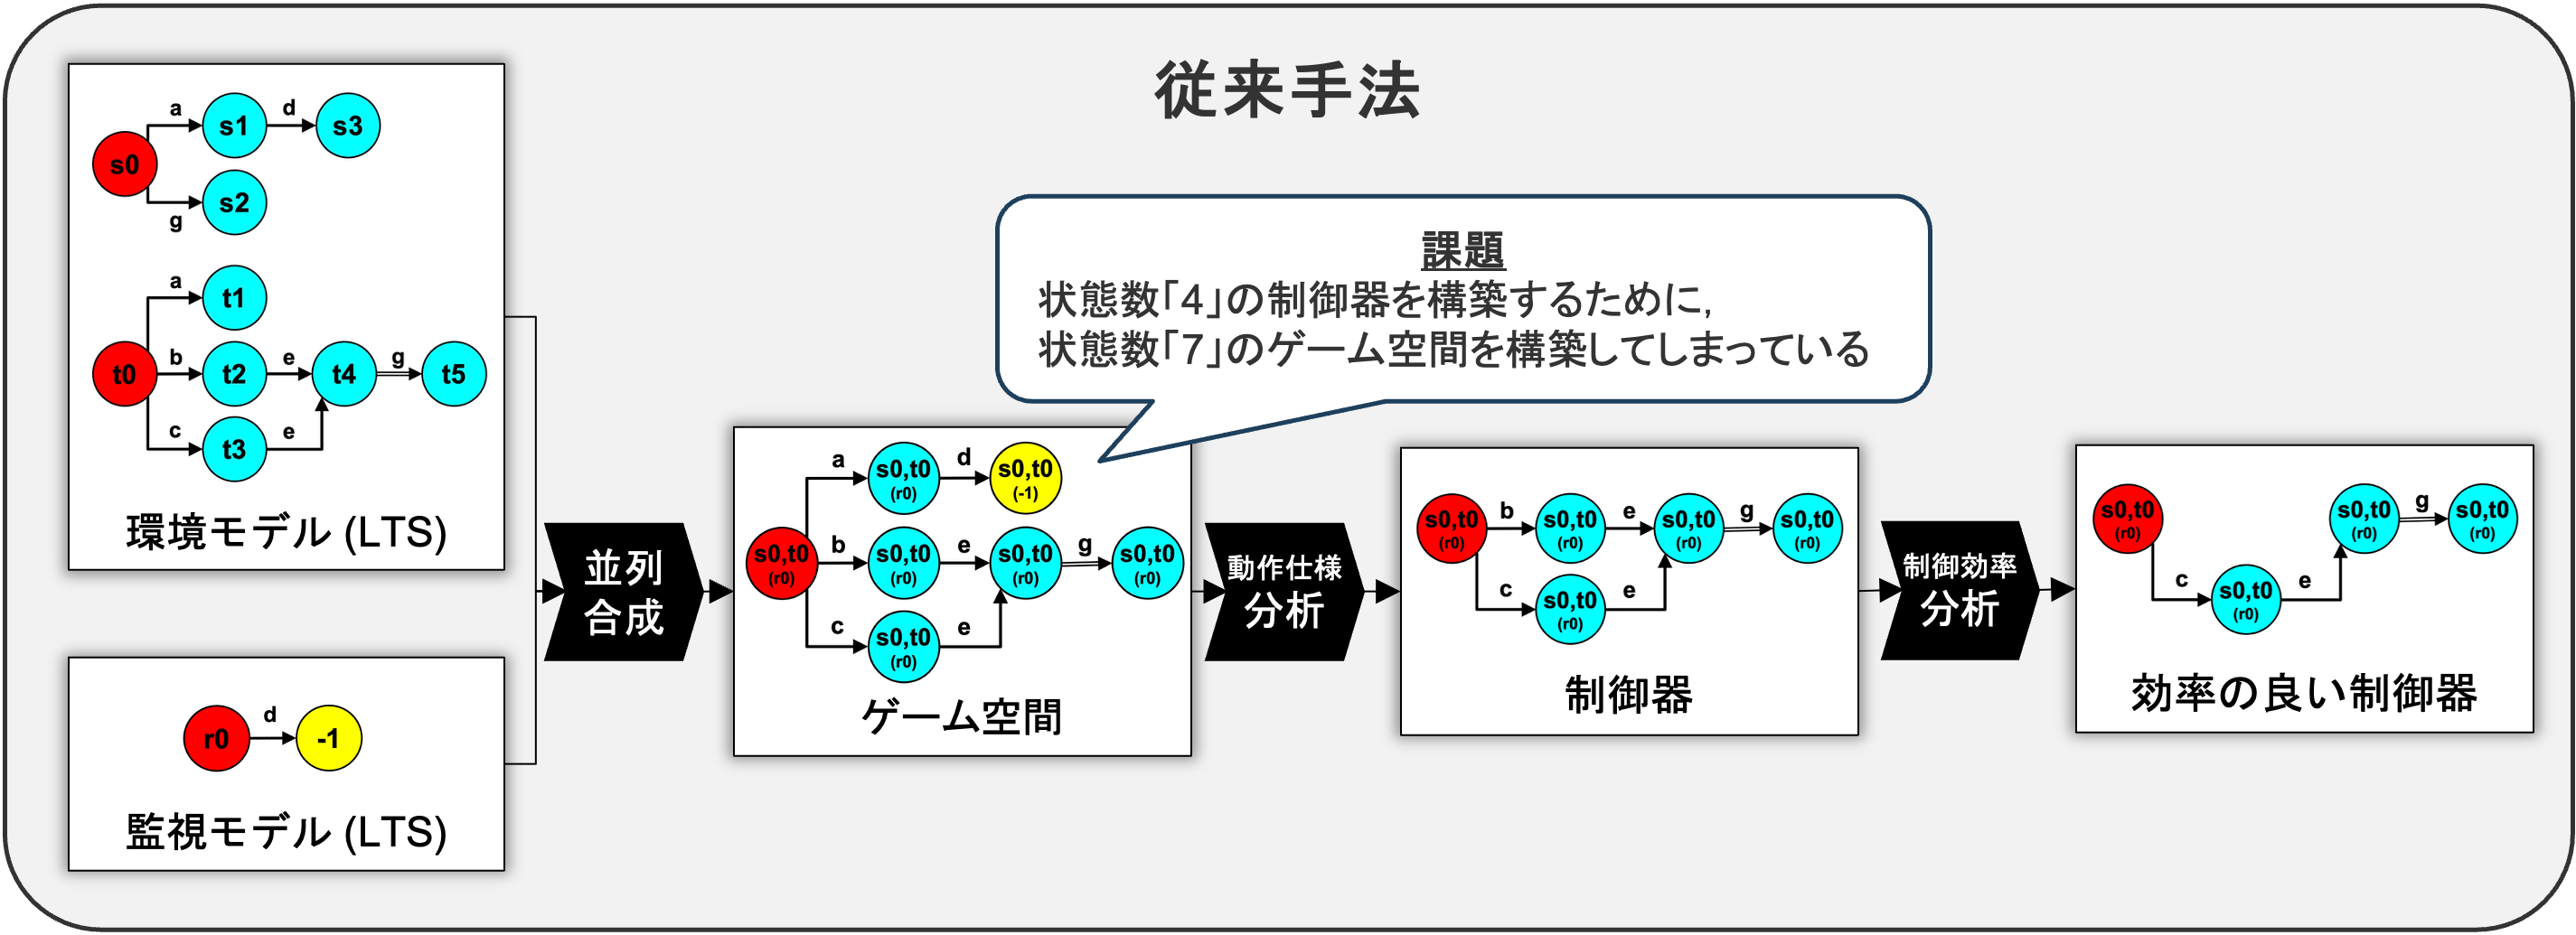 従来手法
a
d
s1
s3
s0
s2
g
a
t1
b
e
g
t0
t2
t4
t5
c
e
t3
環境モデル (LTS)
d
r0
-1
監視モデル (LTS)
課題
状態数「4」の制御器を構築するために,
状態数「7」のゲーム空間を構築してしまっている
並列
合成
a
d
s0,t0
(r0)
s0,t0
(-1)
b
e
g
s0,t0
(r0)
s0,t0
(r0)
s0,t0
(r0)
s0,t0
(r0)
c
e
s0,t0
(r0)
ゲーム空間
動作仕様
分析
b
e
g
s0,t0
(r0)
s0,t0
(r0)
s0,t0
(r0)
s0,t0
(r0)
c
e
s0,t0
(r0)
制御器
制御効率
分析
g
s0,t0
(r0)
s0,t0
(r0)
s0,t0
(r0)
c
e
s0,t0
(r0)
効率の良い制御器